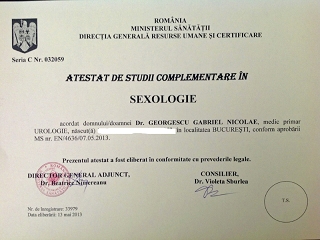 ROMÂNIA
MINISTERUL SĂNĂTĂȚII
DIRECȚIA GENERALĂ RESURSE UMANE ȘI CERTIFICARE
Seria C Nr. 032059
ATESTAT DE STUDII COMPLEMENTARE ÎN
SEXOLOGIE
acordat domnului/doamnei Dr. GEORGESCU GABRIEL NICOLAE, medic primar
UROLOGIE, născut(ă) în localitatea BUCUREȘTI, conform aprobării
MS nr. EN/4636/07.05.2013.
Prezentul atestat a fost eliberat în conformitate cu prevederile legale.
DIRECTOR GENERAL ADJUNCT,
Dr. Beatrice Nimereanu
CONSILIER,
Dr. Violeta Sburlea
Nr. de înregistrare: 33979
Data eliberării: 13 mai 2013
T.S.